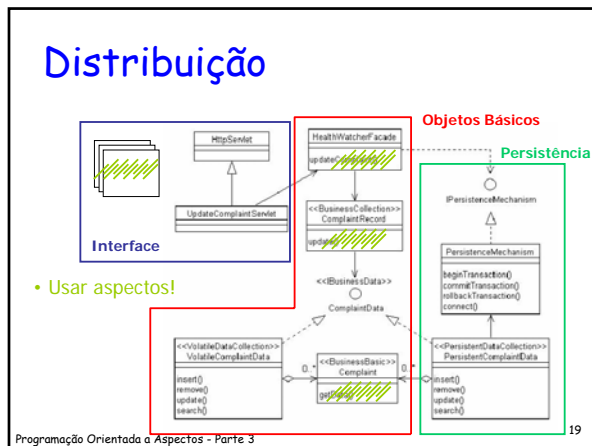 Distribuição
Objetos Básicos
HttpServlet
HealthWatcherFacade
updateComplaint()
Persistência
IPersistenceMechanism
UpdateComplaintServlet
<<BusinessCollection>>
ComplaintRecord
update()
Interface
PersistenceMechanism
beginTransaction()
commitTransaction()
rollbackTransaction()
connect()
<<IBusinessData>>
ComplaintData
• Usar aspectos!
<<VolatileDataCollection>>
VolatileComplaintData
insert()
remove()
update()
search()
0..*
<<BusinessBasic>>
Complaint
0..*
<<PersistentDataCollection>>
PersistentComplaintData
insert()
remove()
update()
search()
Programação Orientada a Aspectos - Parte 3
19